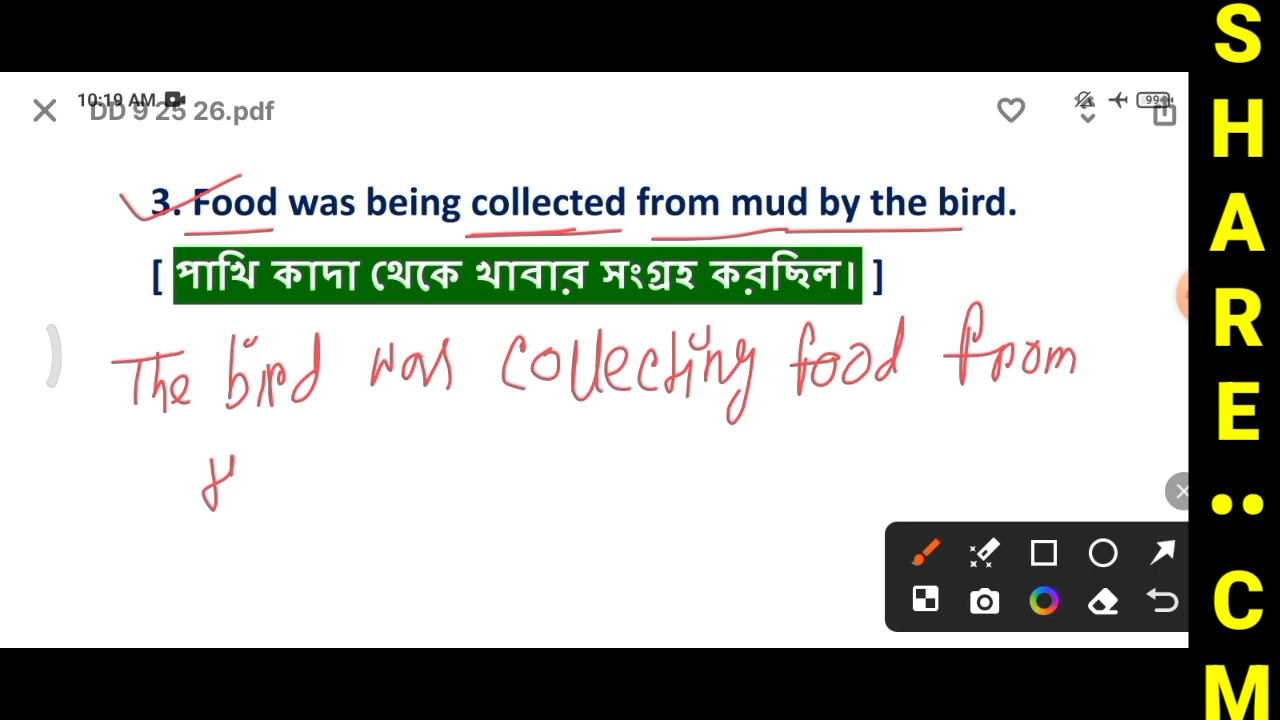 10:19 AM
DD 9 25 26.pdf
99
3. Food was being collected from mud by the bird.
[ পাখি কাদা থেকে খাবার সংগ্রহ করছিল। ]
The bird was collecting food from
S
H
A
R
E
••
C
M